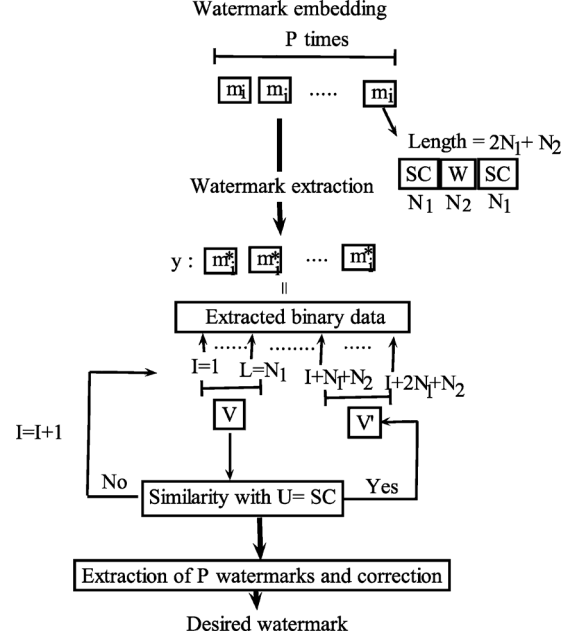 Watermark embedding
P times
mi mi ..... mi
Length = 2N1+ N2
SC W SC
N1 N2 N1
Watermark extraction
y : m*i m*i .... m*i
=
Extracted binary data
...... ........ .....
I=1 L=N1 I+N1+N2 I+2N1+N2
V V'
I=I+1
No Similarity with U= SC Yes
Extraction of P watermarks and correction
Desired watermark